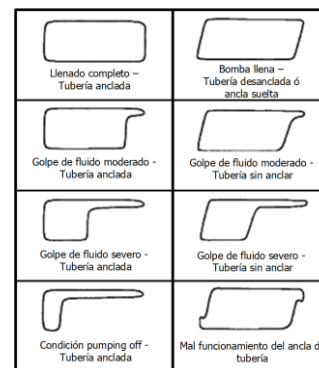 Llenado completo –
Tubería anclada
Bomba llena –
Tubería desanclada ó
ancla suelta
Golpe de fluido moderado -
Tubería anclada
Golpe de fluido moderado -
Tubería sin anclar
Golpe de fluido severo -
Tubería anclada
Golpe de fluido severo -
Tubería sin anclar
Condición pumping off -
Tubería anclada
Mal funcionamiento del ancla d
tubería